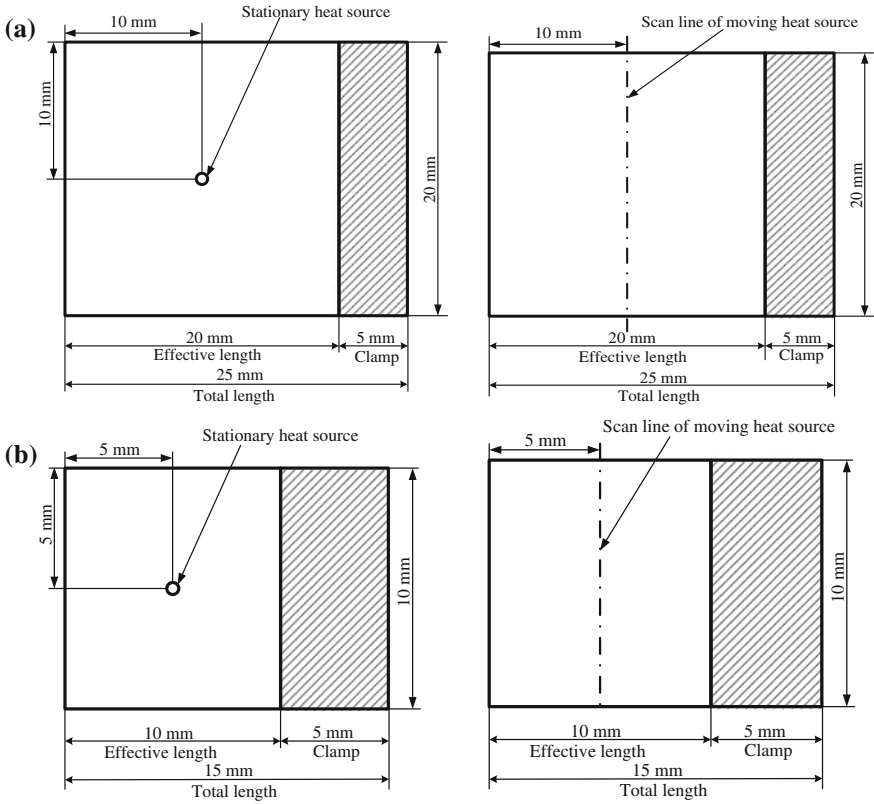 (a)
10 mm
Stationary heat source
10 mm
20 mm
20 mm
Effective length
5 mm
Clamp
25 mm
Total length
Scan line of moving heat source
10 mm
20 mm
20 mm
Effective length
5 mm
Clamp
25 mm
Total length
(b)
5 mm
Stationary heat source
5 mm
10 mm
10 mm
Effective length
5 mm
Clamp
15 mm
Total length
Scan line of moving heat source
5 mm
10 mm
10 mm
Effective length
5 mm
Clamp
15 mm
Total length